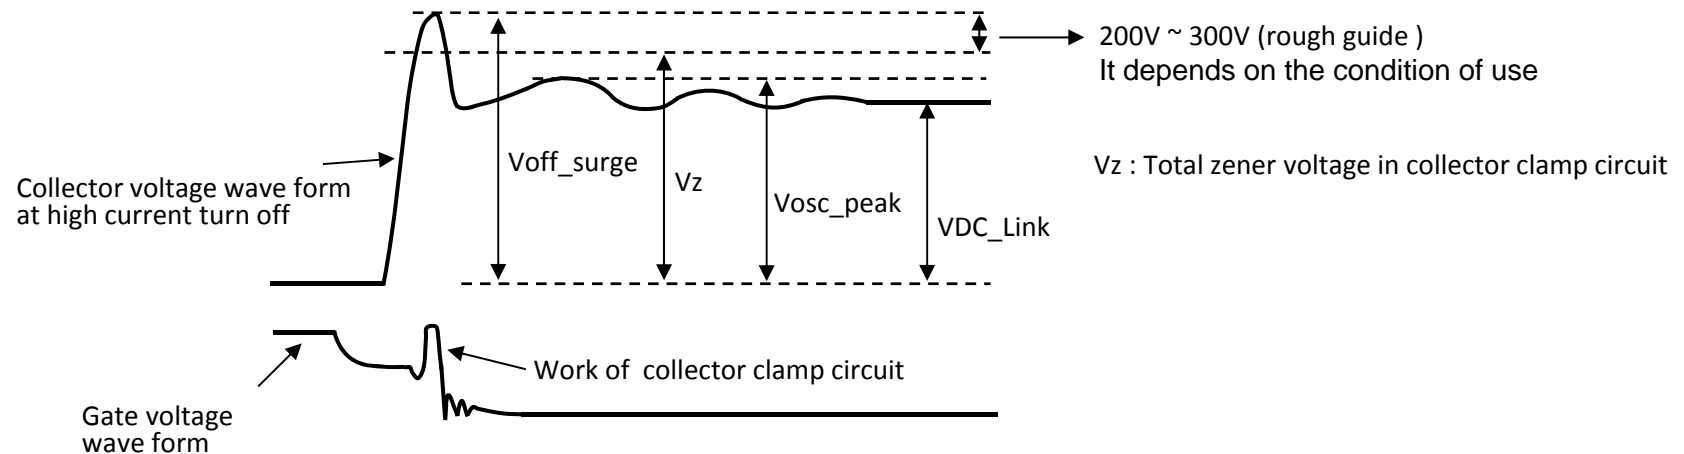 200V ~ 300V (rough guide )
It depends on the condition of use
Voff_surge
Vz
Vosc_peak
VDC_Link
Vz : Total zener voltage in collector clamp circuit
Collector voltage wave form
at high current turn off
Work of  collector clamp circuit
Gate voltage
wave form